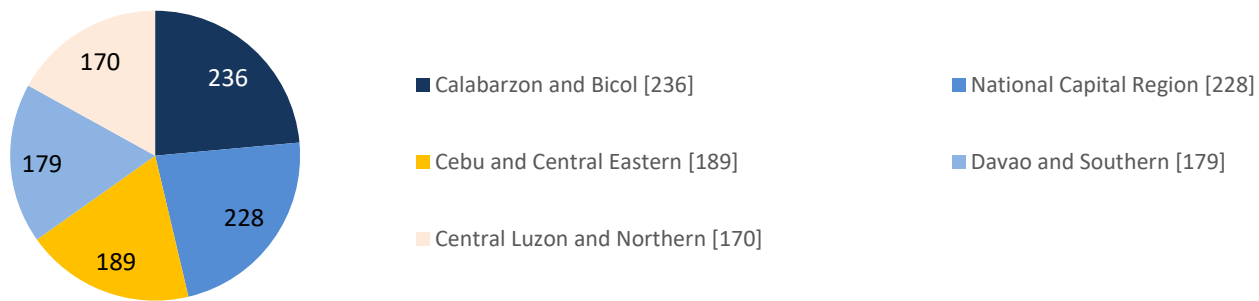 170
236
179
228
189
Calabarzon and Bicol [236]
National Capital Region [228]
Cebu and Central Eastern [189]
Davao and Southern [179]
Central Luzon and Northern [170]